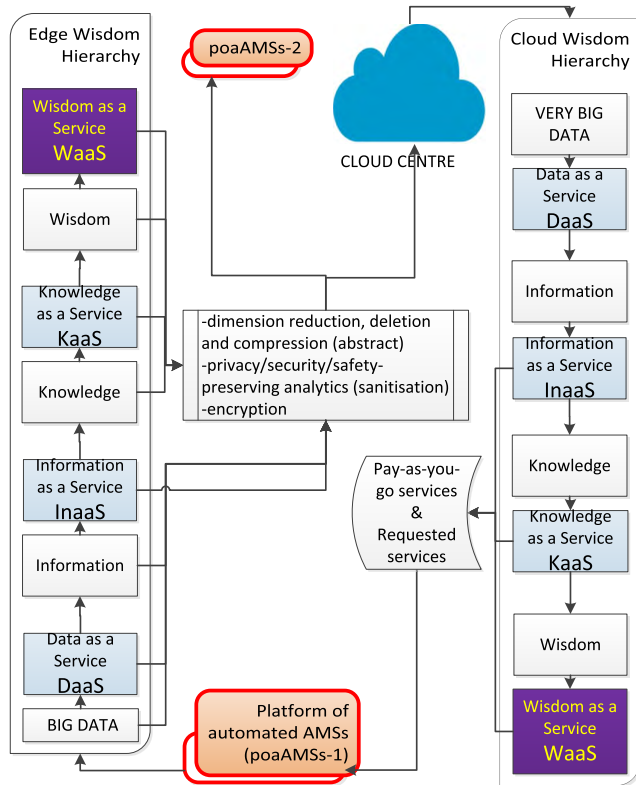 Edge Wisdom
Hierarchy
Wisdom as a
Service
WaaS
Wisdom
Knowledge
as a Service
KaaS
Knowledge
Information
as a Service
InaaS
Information
Data as a
Service
DaaS
BIG DATA
poaAMSs-2
CLOUD CENTRE
-dimension reduction, deletion
and compression (abstract)
-privacy/security/safety-
preserving analytics (sanitisation)
-encryption
Pay-as-you-
go services
&
Requested
services
Platform of
automated AMSs
(poaAMSs-1)
Cloud Wisdom
Hierarchy
VERY BIG
DATA
Data as a
Service
DaaS
Information
Information
as a Service
InaaS
Knowledge
Knowledge
as a Service
KaaS
Wisdom
Wisdom as a
Service
WaaS